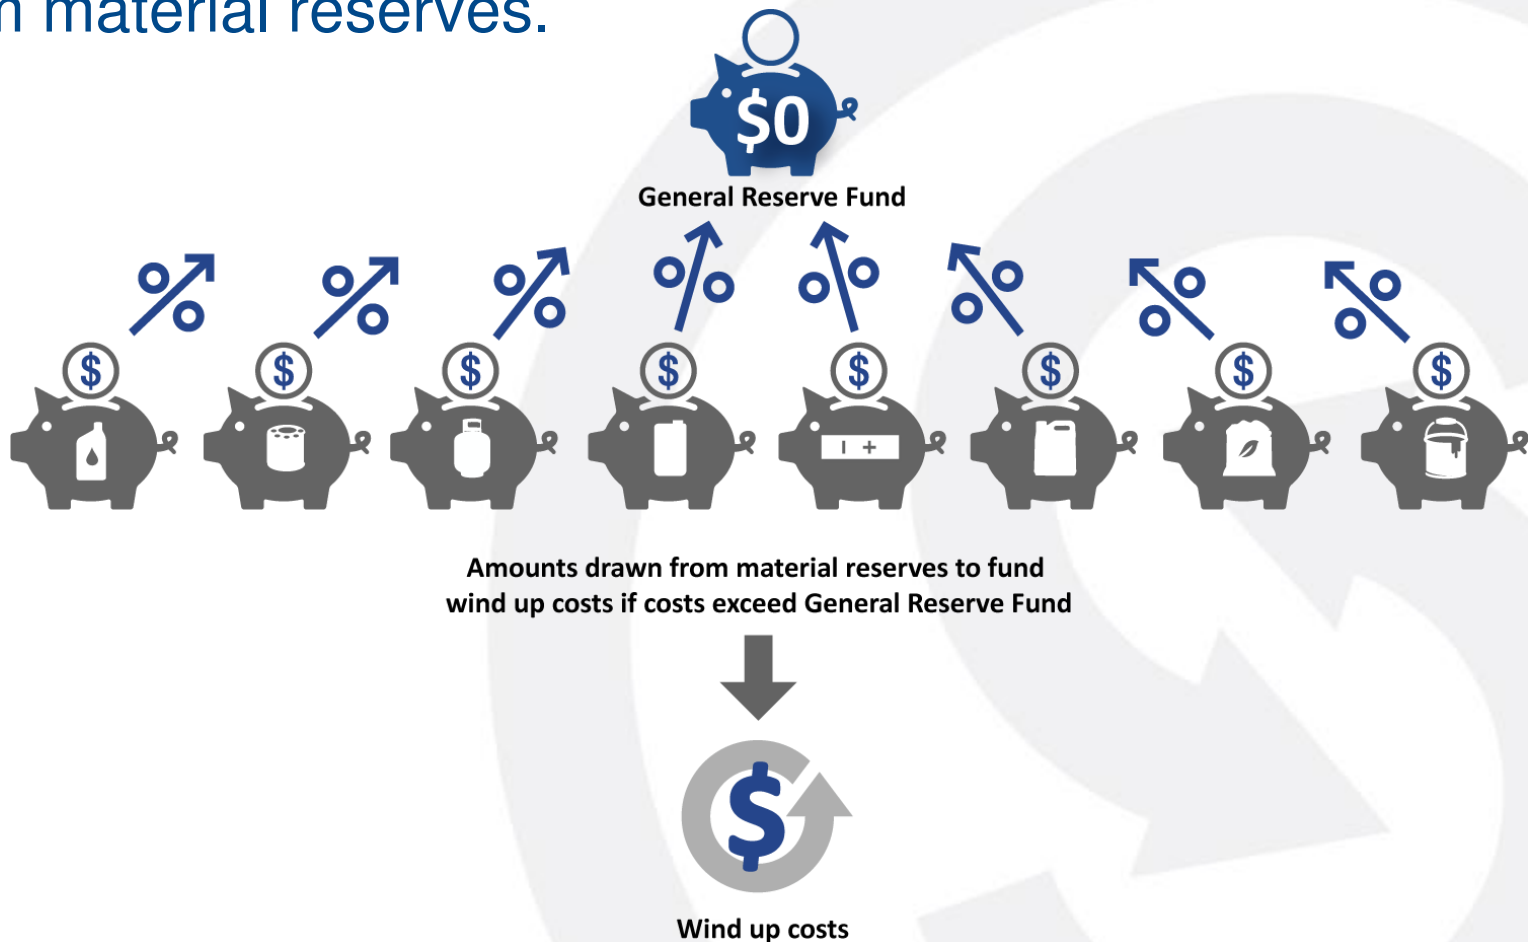 material reserves.
$0
General Reserve Fund
% % % % % % % %
$ $ $ $ $ $ $ $
I +
Amounts drawn from material reserves to fund
wind up costs if costs exceed General Reserve Fund
$
Wind up costs